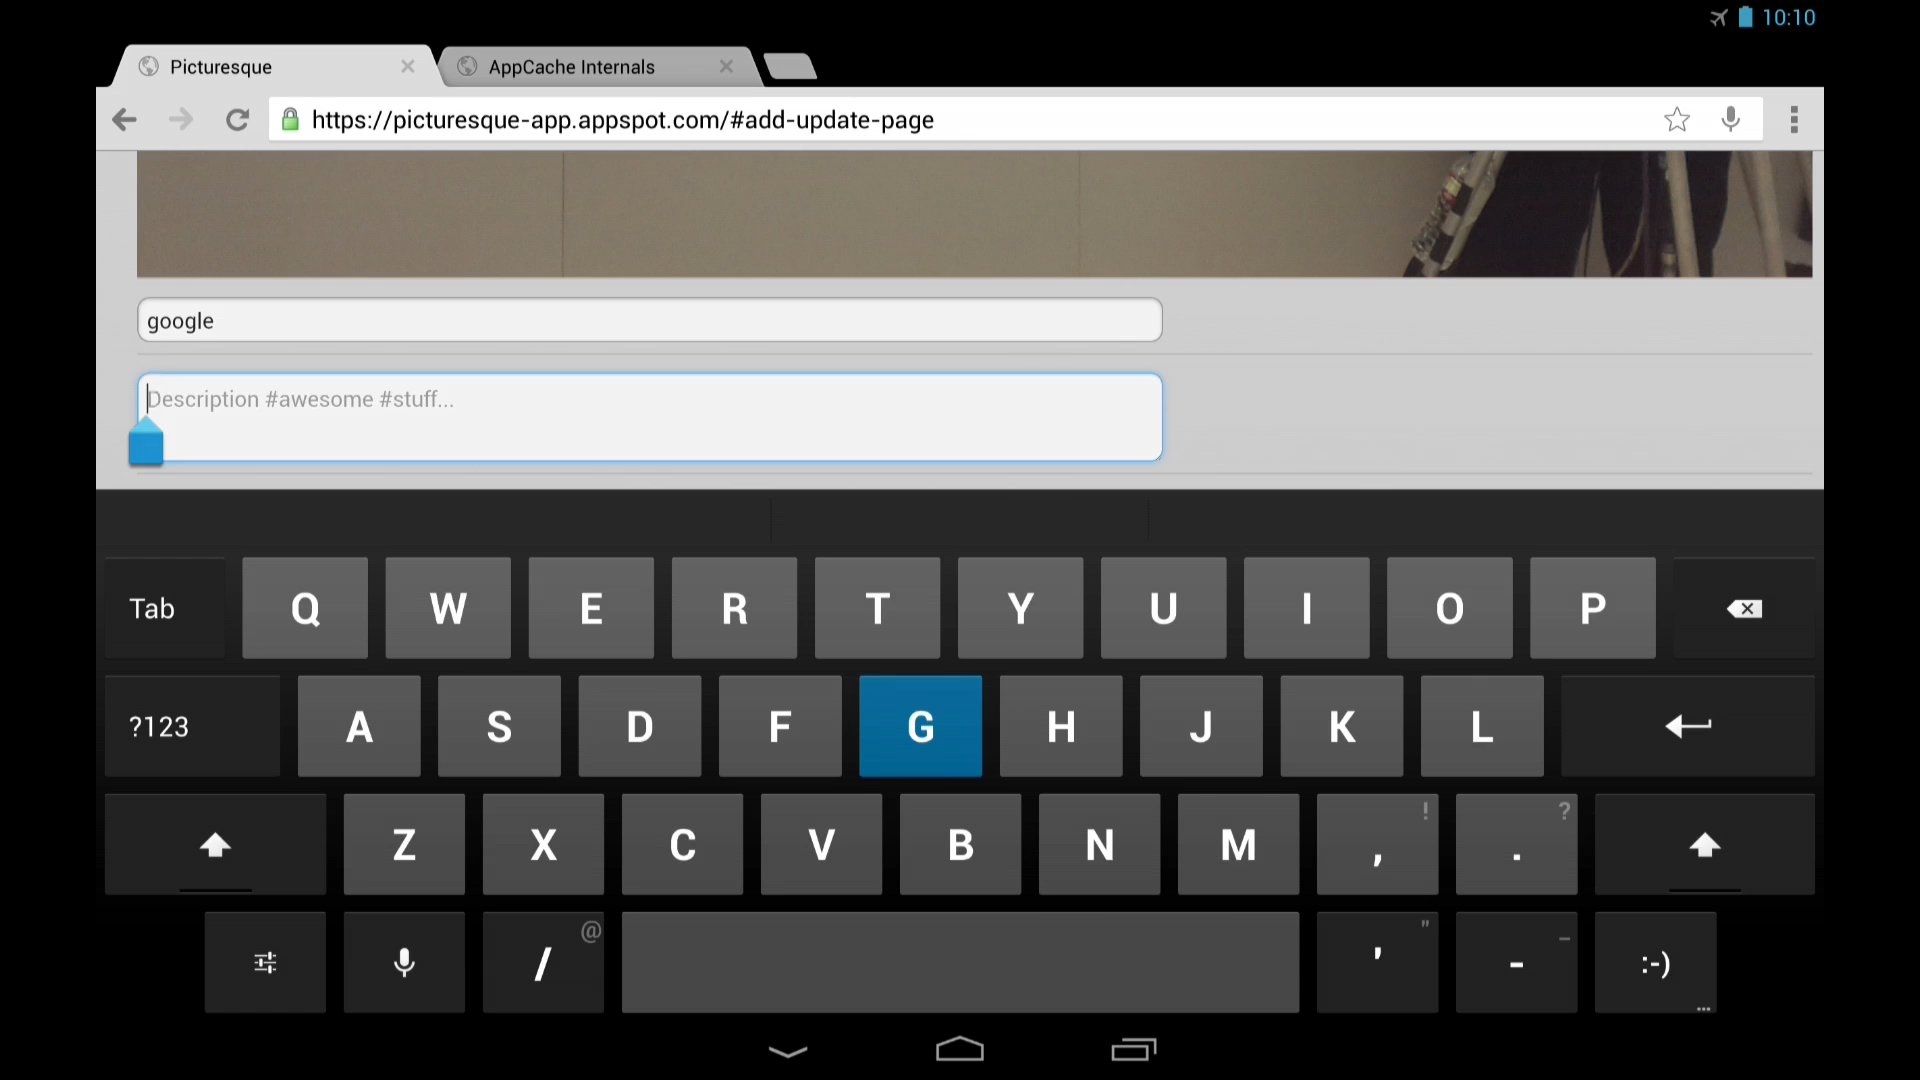 10:10
Picturesque
AppCache Internals
https://picturesque-app.appspot.com/#add-update-page
google
Description #awesome #stuff...
Tab Q W E R T Y U I O P
?123 A S D F G H J K L
Z X C V B N M , ! . ?
/ @ ' " - _ :-) ...